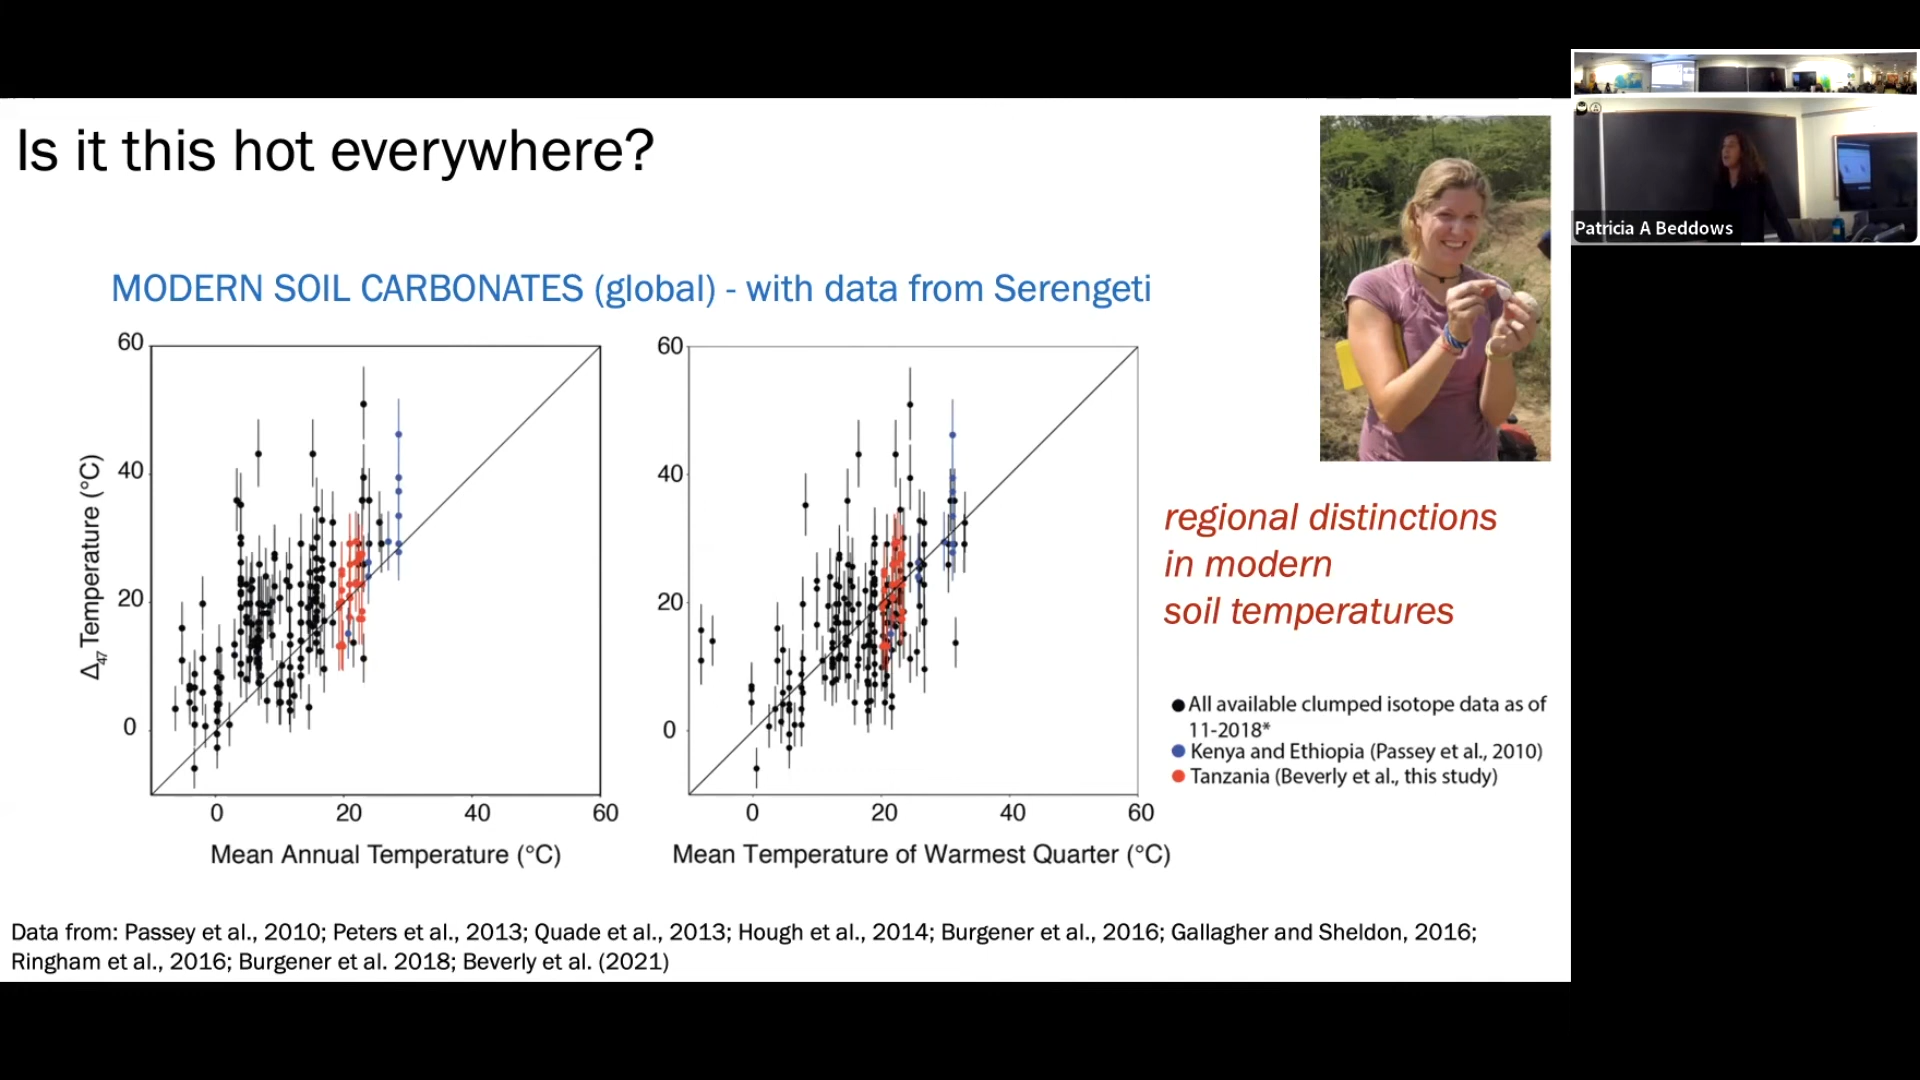 Is it this hot everywhere?
MODERN SOIL CARBONATES (global) - with data from Serengeti
60
40
20
0
Δ47 Temperature (°C)
0 20 40 60
Mean Annual Temperature (°C)
60
40
20
0
0 20 40 60
Mean Temperature of Warmest Quarter (°C)
regional distinctions
in modern
soil temperatures
All available clumped isotope data as of
11-2018*
Kenya and Ethiopia (Passey et al., 2010)
Tanzania (Beverly et al., this study)
Data from: Passey et al., 2010; Peters et al., 2013; Quade et al., 2013; Hough et al., 2014; Burgener et al., 2016; Gallagher and Sheldon, 2016;
Ringham et al., 2016; Burgener et al. 2018; Beverly et al. (2021)
Patricia A Beddows